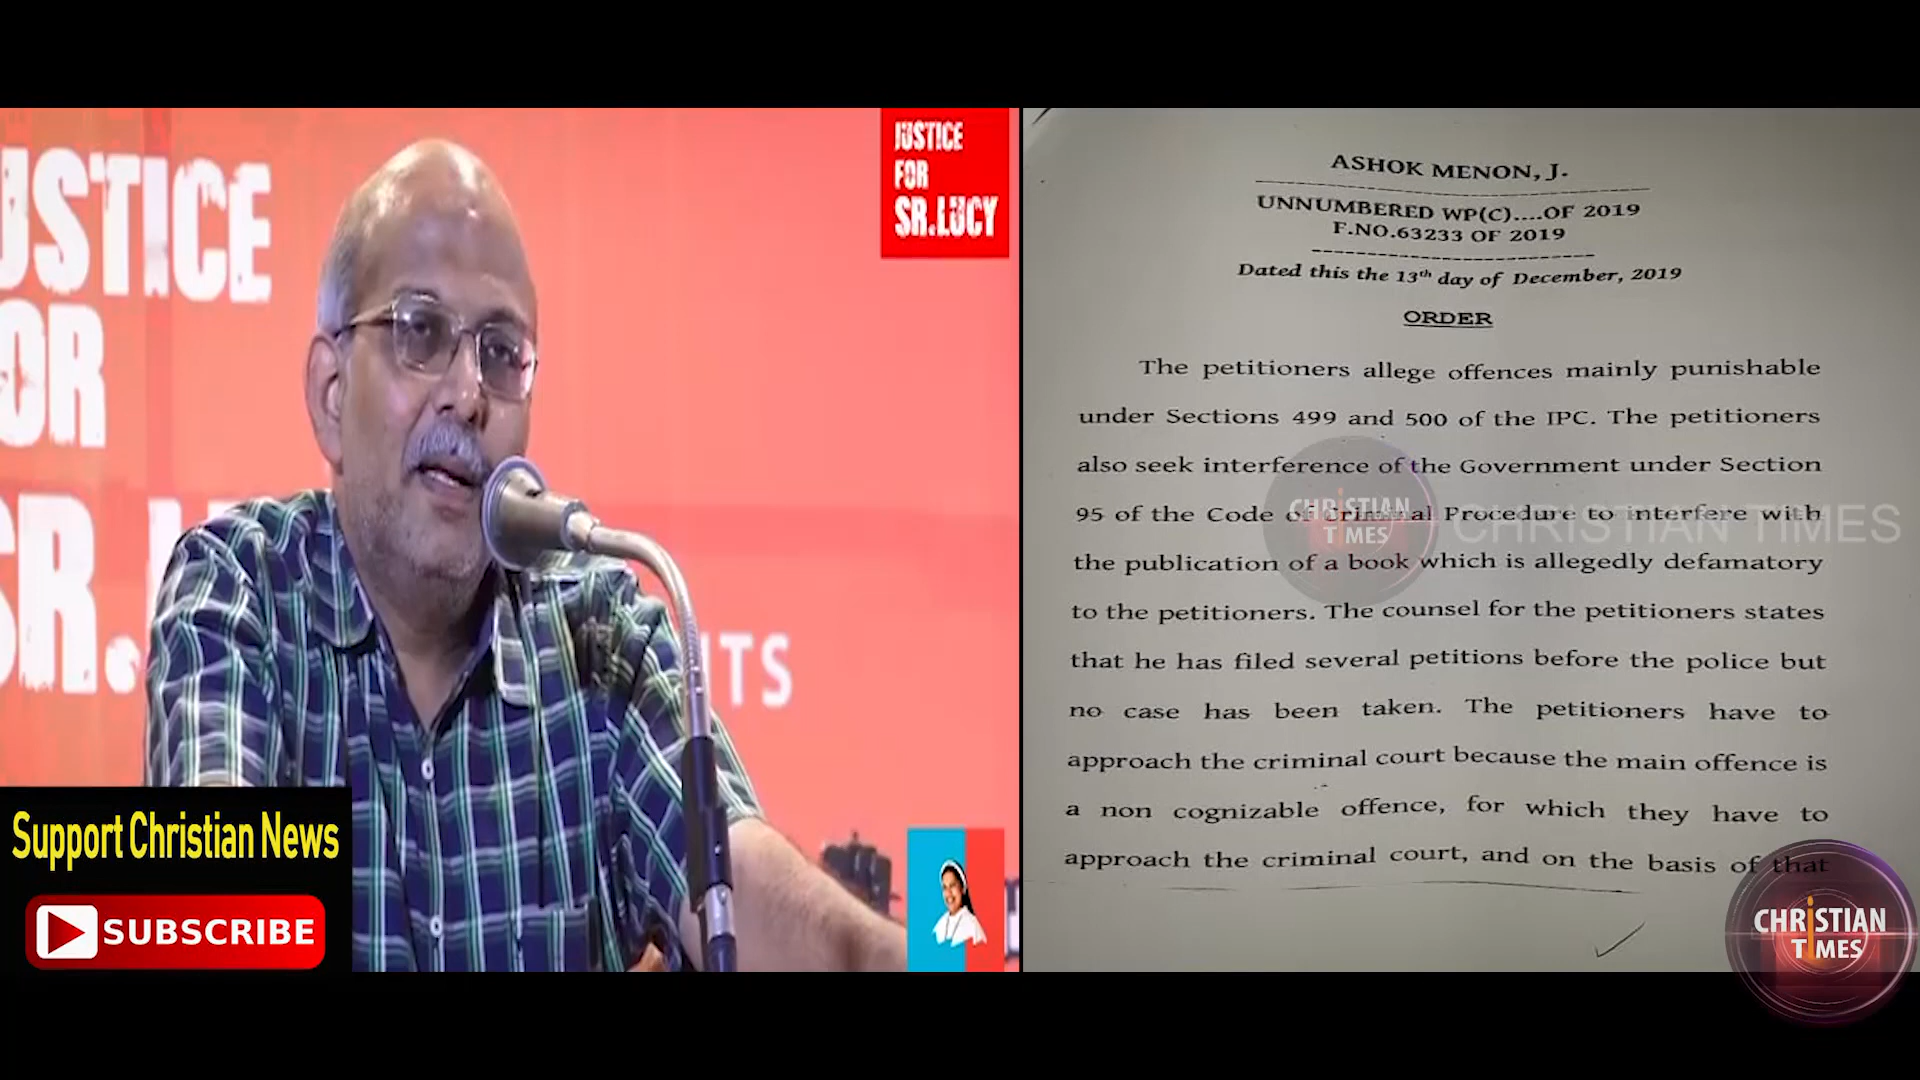 JUSTICE
FOR
SR.LUCY
USTICE
OR
SR.
TS
Support Christian News
SUBSCRIBE
ASHOK MENON, J.
UNNUMBERED WP(C)....OF 2019
F.NO.63233 OF 2019
Dated this the 13th day of December, 2019
ORDER
The petitioners allege offences mainly punishable
under Sections 499 and 500 of the IPC. The petitioners
also seek interference of the Government under Section
95 of the Code of Criminal Procedure to interfere with
the publication of a book which is allegedly defamatory
to the petitioners. The counsel for the petitioners states
that he has filed several petitions before the police but
no case has been taken. The petitioners have to
approach the criminal court because the main offence is
a non cognizable offence, for which they have to
approach the criminal court, and on the basis of that
CHRISTIAN
TIMES
CHRISTIAN TIMES
CHRISTIAN
TIMES